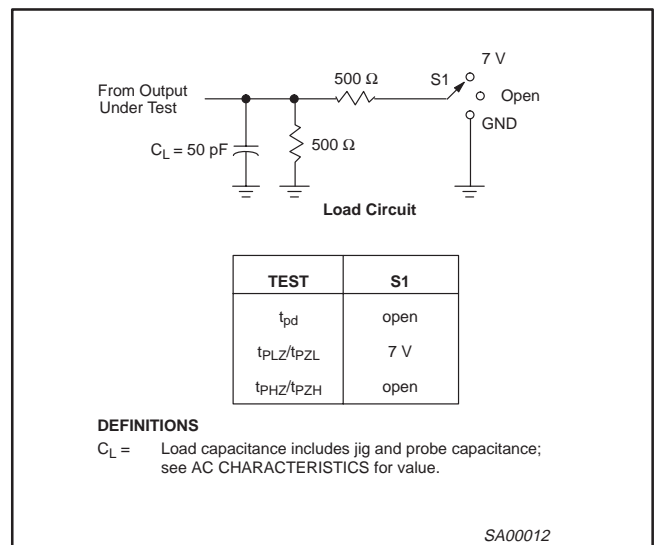 7 V
500 Ω
S1
From Output
Under Test
Open
GND
C_L = 50 pF
500 Ω
Load Circuit
TEST S1
t_pd open
t_PLZ/t_PZL 7 V
t_PHZ/t_PZH open
DEFINITIONS
C_L = Load capacitance includes jig and probe capacitance;
see AC CHARACTERISTICS for value.
SA00012